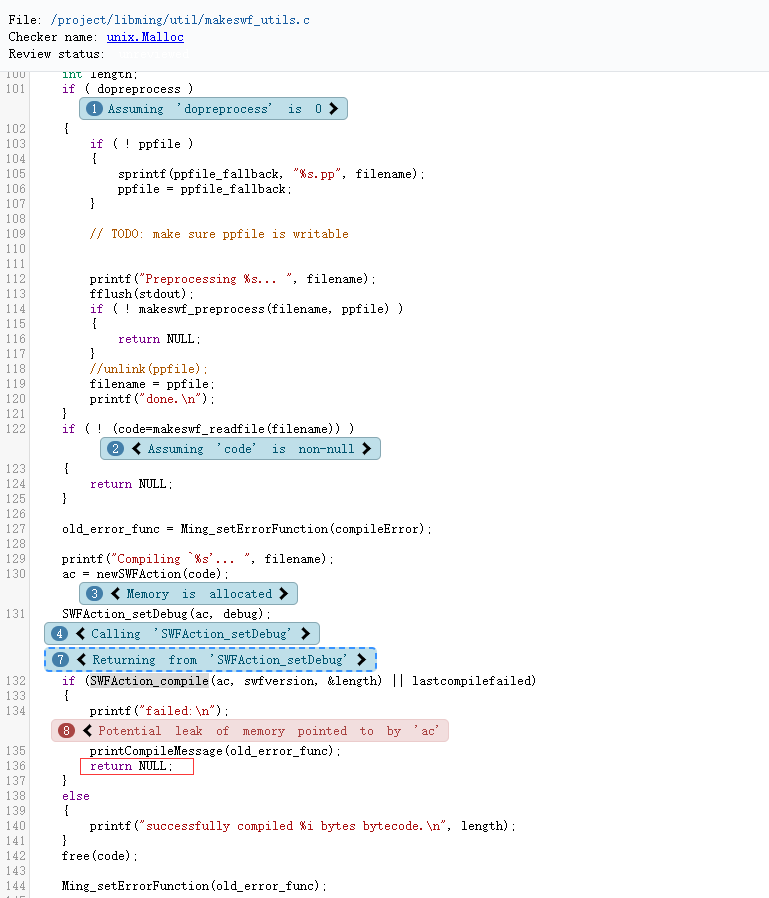 File: /project/libming/util/makeswf_utils.c
Checker name: unix.Malloc
Review status:
100 int length;
101 if ( dopreprocess )
1 Assuming 'dopreprocess' is 0
102 {
103 if ( ! ppfile )
104 {
105 sprintf(ppfile_fallback, "%s.pp", filename);
106 ppfile = ppfile_fallback;
107 }
108
109 // TODO: make sure ppfile is writable
110
111
112 printf("Preprocessing %s... ", filename);
113 fflush(stdout);
114 if ( ! makeswf_preprocess(filename, ppfile) )
115 {
116 return NULL;
117 }
118 //unlink(ppfile);
119 filename = ppfile;
120 printf("done.\n");
121 }
122 if ( ! (code=makeswf_readfile(filename)) )
2 Assuming 'code' is non-null
123 {
124 return NULL;
125 }
126
127 old_error_func = Ming_setErrorFunction(compileError);
128
129 printf("Compiling `%s'... ", filename);
130 ac = newSWFAction(code);
3 Memory is allocated
131 SWFAction_setDebug(ac, debug);
4 Calling 'SWFAction_setDebug'
7 Returning from 'SWFAction_setDebug'
132 if (SWFAction_compile(ac, swfversion, &length) || lastcompilefailed)
133 {
134 printf("failed:\n");
8 Potential leak of memory pointed to by 'ac'
135 printCompileMessage(old_error_func);
136 return NULL;
137 }
138 else
139 {
140 printf("successfully compiled %i bytes bytecode.\n", length);
141 }
142 free(code);
143
144 Ming_setErrorFunction(old_error_func);